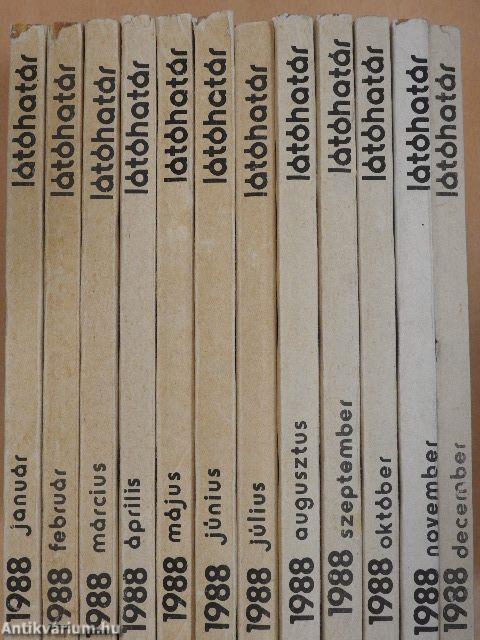 1988 január látóhatár
1988 február látóhatár
1988 március látóhatár
1988 április látóhatár
1988 május látóhatár
1988 június látóhatár
1988 július látóhatár
1988 augusztus látóhatár
1988 szeptember látóhatár
1988 október látóhatár
1988 november látóhatár
1988 december látóhatár
Antikvárium.hu